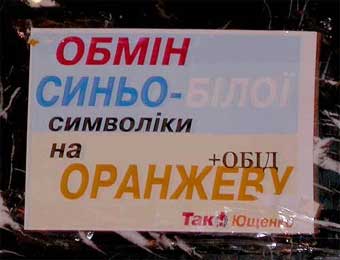 ОБМІН
СИНЬО-БІЛОЇ
символіки
на +ОБІД
ОРАНЖЕВУ
Так! Ющенко